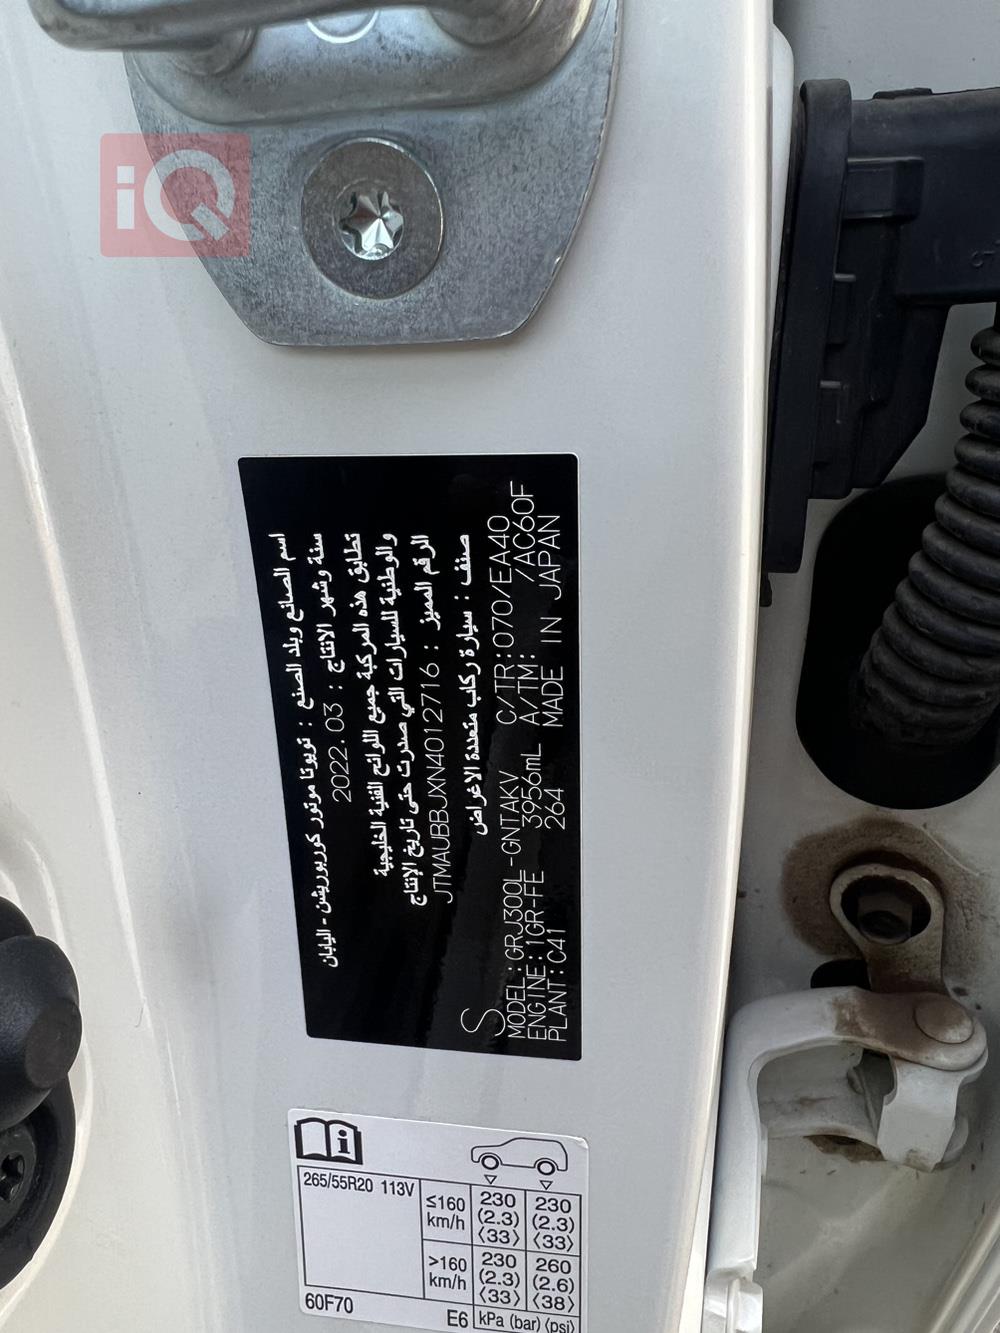 iQ
اسم الصانع وبلد الصنع : تويوتا موتور كوربوريشن - اليابان
سنة وشهر الإنتاج : 2022.03
تطابق هذه المركبة جميع اللوائح الفنية الخليجية
والوطنية للسيارات التي صدرت حتى تاريخ الإنتاج
الرقم المميز : JTMAUBBJXN4012716
صنف : سيارة ركاب متعددة الاغراض
S
MODEL:GRJ300L-GNTAKV C/TR:070/EA40
ENGINE:1GR-FE 3956mL A/TM: /AC60F
PLANT:C41 264 MADE IN JAPAN
265/55R20 113V
≤160 km/h 230 (2.3) ⟨33⟩ 230 (2.3) ⟨33⟩
>160 km/h 230 (2.3) ⟨33⟩ 260 (2.6) ⟨38⟩
60F70 E6 kPa (bar) ⟨psi⟩